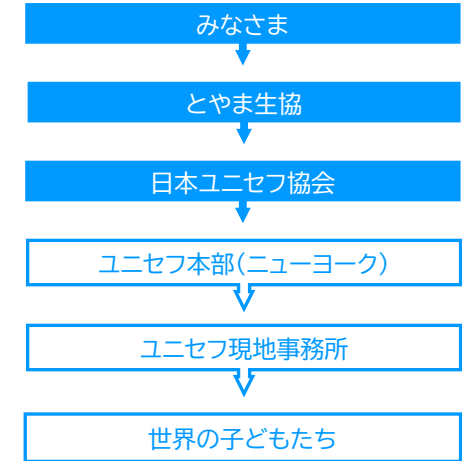 みなさま
とやま生協
日本ユニセフ協会
ユニセフ本部（ニューヨーク）
ユニセフ現地事務所
世界の子どもたち